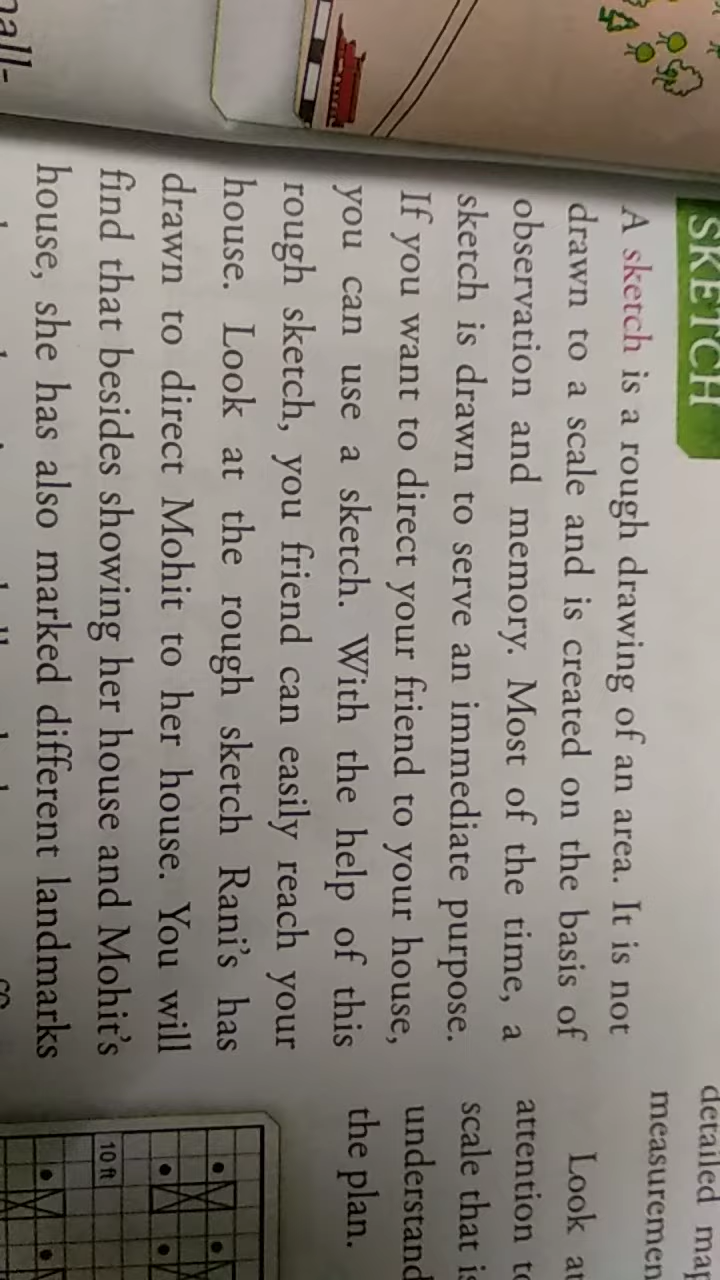 SKETCH
A sketch is a rough drawing of an area. It is not
drawn to a scale and is created on the basis of
observation and memory. Most of the time, a
sketch is drawn to serve an immediate purpose.
If you want to direct your friend to your house,
you can use a sketch. With the help of this
rough sketch, you friend can easily reach your
house. Look at the rough sketch Rani's has
drawn to direct Mohit to her house. You will
find that besides showing her house and Mohit's
house, she has also marked different landmarks
detailed
Look
attention
scale that
the plan.
10 ft